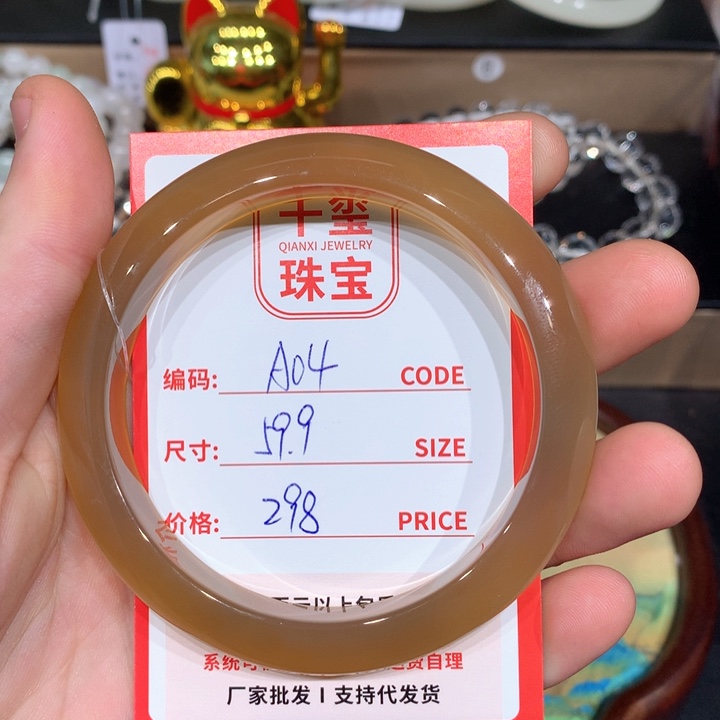 千玺
QIANXI JEWELRY
珠宝
编码: A04 CODE
尺寸: 59.9 SIZE
价格: 298 PRICE
厂家批发 I 支持代发货